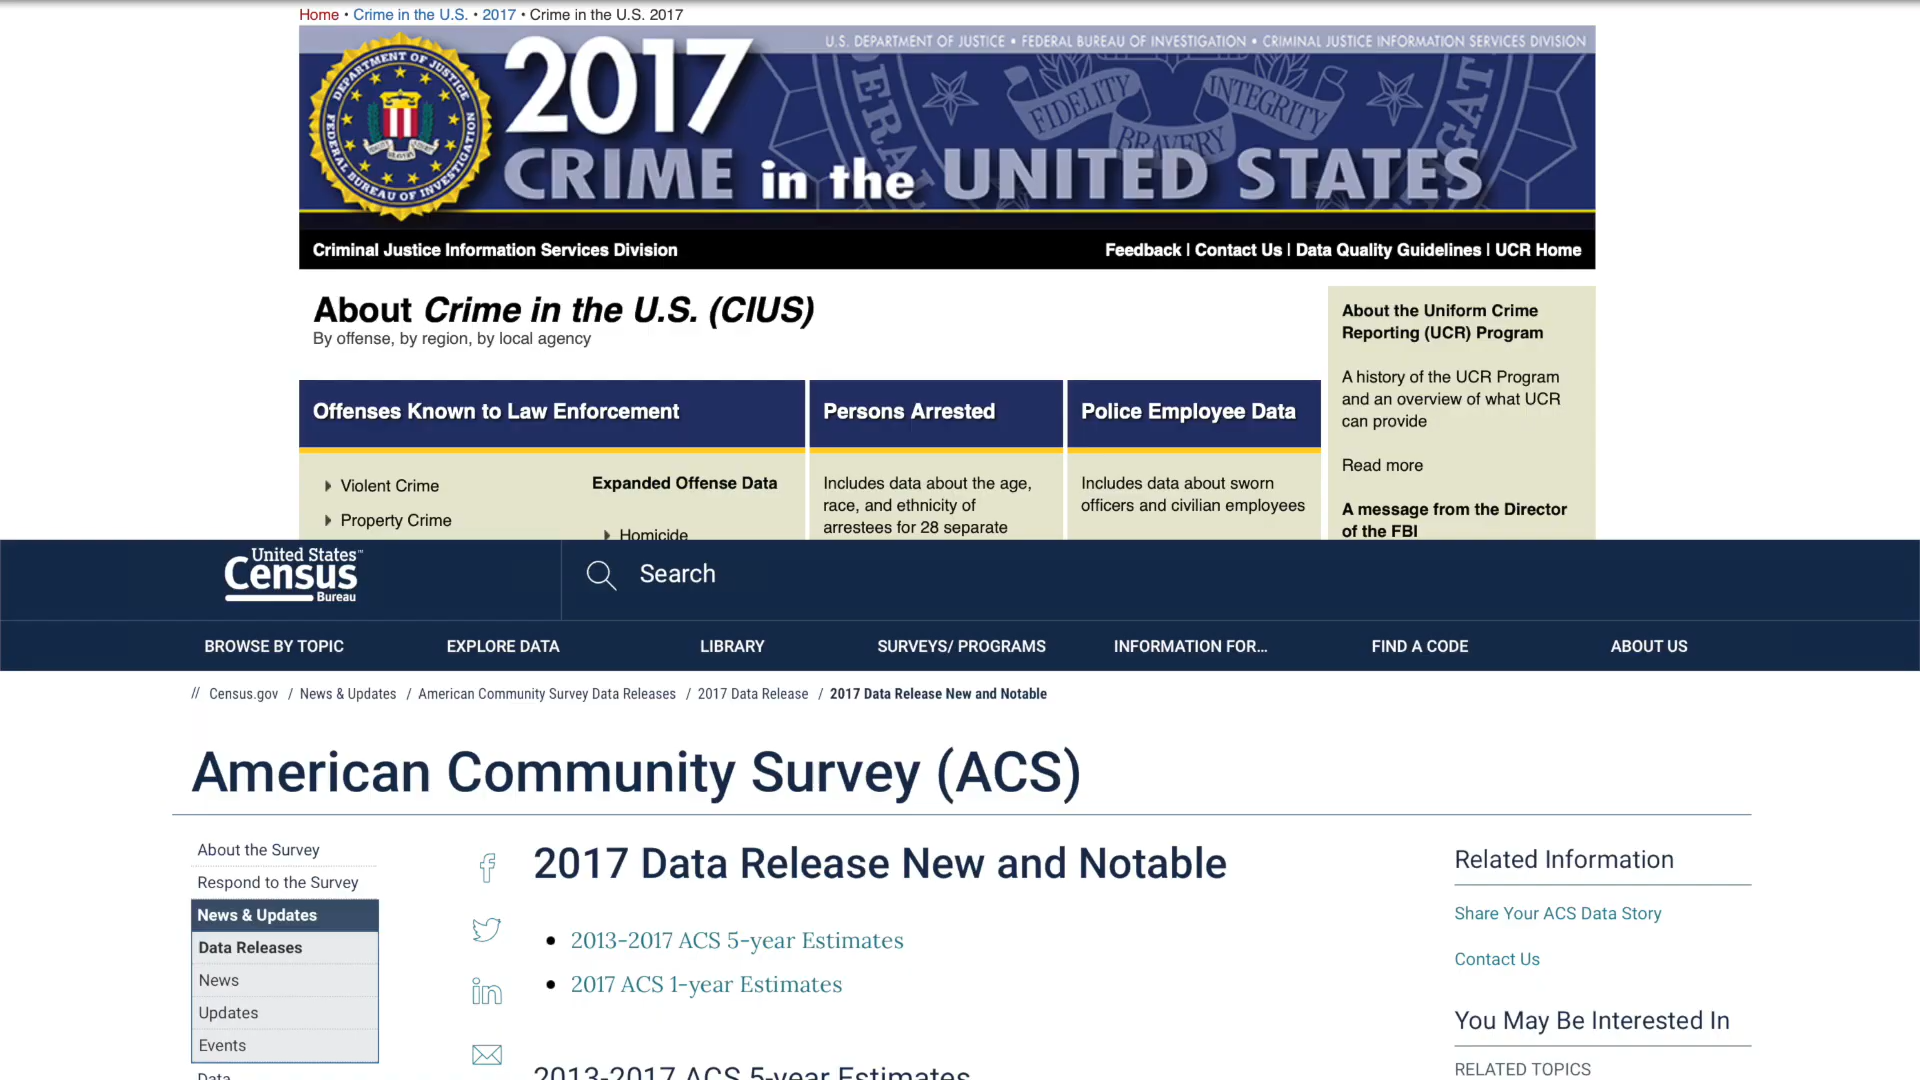 Home • Crime in the U.S. • 2017 • Crime in the U.S. 2017
U.S. DEPARTMENT OF JUSTICE • FEDERAL BUREAU OF INVESTIGATION • CRIMINAL JUSTICE INFORMATION SERVICES DIVISION
DEPARTMENT OF JUSTICE
FEDERAL BUREAU OF INVESTIGATION
FIDELITY
BRAVERY
INTEGRITY
2017
CRIME in the UNITED STATES
Criminal Justice Information Services Division
Feedback | Contact Us | Data Quality Guidelines | UCR Home
About Crime in the U.S. (CIUS)
By offense, by region, by local agency
Offenses Known to Law Enforcement
Violent Crime
Property Crime
Expanded Offense Data
Homicide
Persons Arrested
Includes data about the age,
race, and ethnicity of
arrestees for 28 separate
Police Employee Data
Includes data about sworn
officers and civilian employees
About the Uniform Crime
Reporting (UCR) Program
A history of the UCR Program
and an overview of what UCR
can provide
Read more
A message from the Director
of the FBI
United States™
Census
Bureau
Search
BROWSE BY TOPIC
EXPLORE DATA
LIBRARY
SURVEYS/ PROGRAMS
INFORMATION FOR...
FIND A CODE
ABOUT US
// Census.gov / News & Updates / American Community Survey Data Releases / 2017 Data Release / 2017 Data Release New and Notable
American Community Survey (ACS)
About the Survey
Respond to the Survey
News & Updates
Data Releases
News
Updates
Events
Data
2017 Data Release New and Notable
• 2013-2017 ACS 5-year Estimates
• 2017 ACS 1-year Estimates
2013-2017 ACS 5-year Estimates
Related Information
Share Your ACS Data Story
Contact Us
You May Be Interested In
RELATED TOPICS